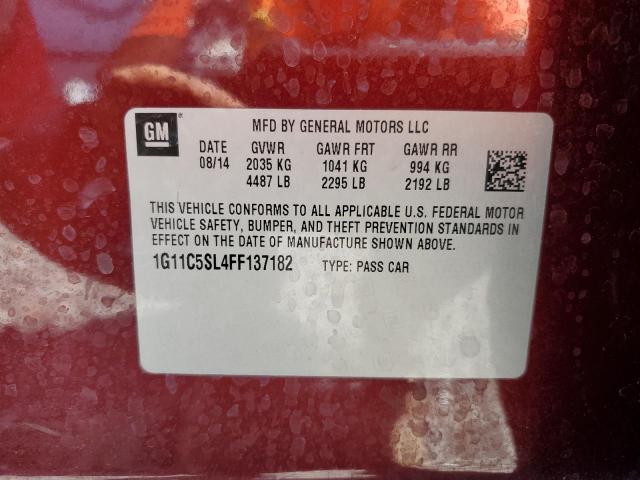 GM®
MFD BY GENERAL MOTORS LLC
DATE GVWR GAWR FRT GAWR RR
08/14 2035 KG 1041 KG 994 KG
4487 LB 2295 LB 2192 LB
THIS VEHICLE CONFORMS TO ALL APPLICABLE U.S. FEDERAL MOTOR
VEHICLE SAFETY, BUMPER, AND THEFT PREVENTION STANDARDS IN
EFFECT ON THE DATE OF MANUFACTURE SHOWN ABOVE.
1G11C5SL4FF137182 TYPE: PASS CAR